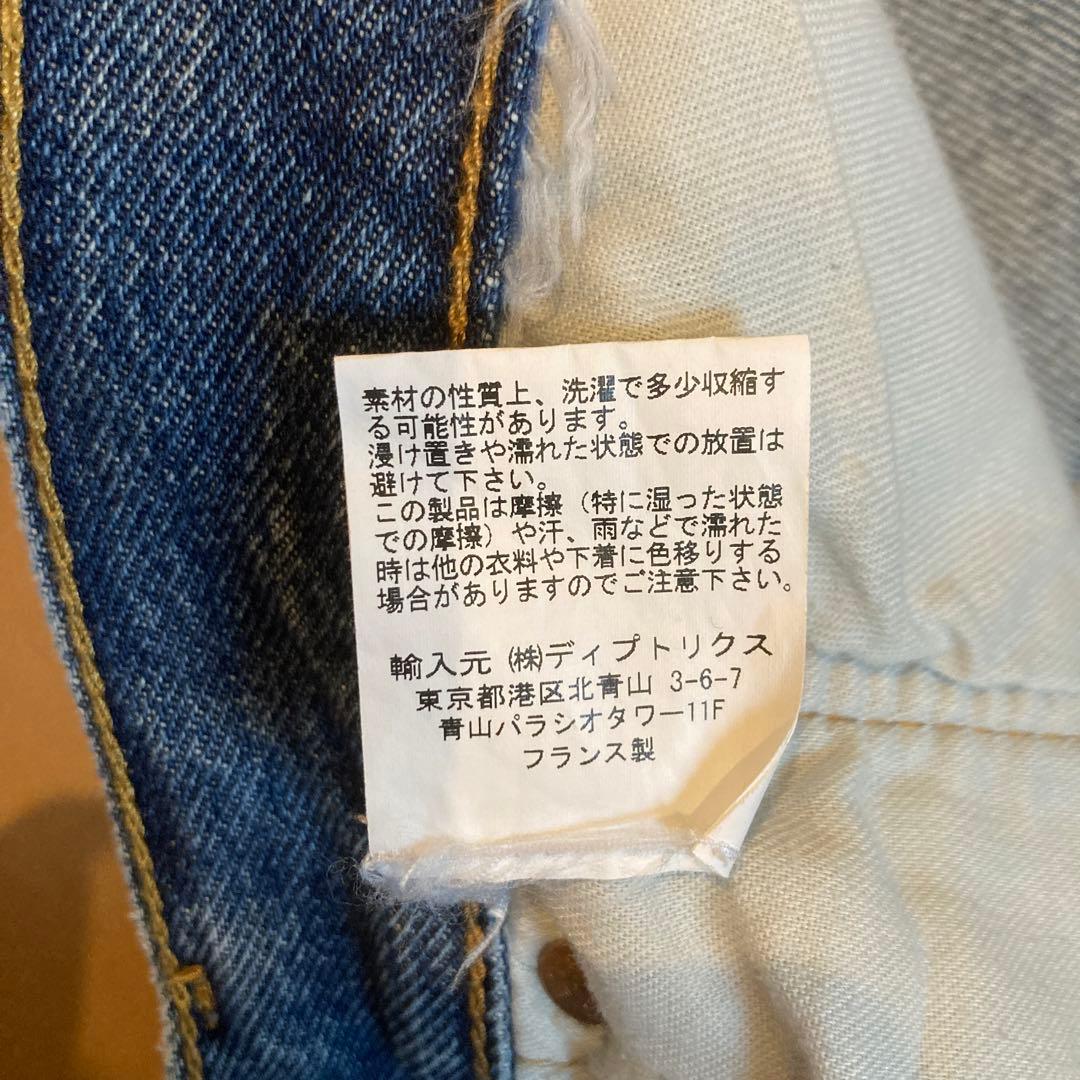 素材の性質上、洗濯で多少収縮す
る可能性があります。
浸け置きや濡れた状態での放置は
避けて下さい。
この製品は摩擦（特に湿った状態
での摩擦）や汗、雨などで濡れた
時は他の衣料や下着に色移りする
場合がありますのでご注意下さい。
輸入元 ㈱ディプトリクス
東京都港区北青山 3-6-7
青山パラシオタワー11F
フランス製